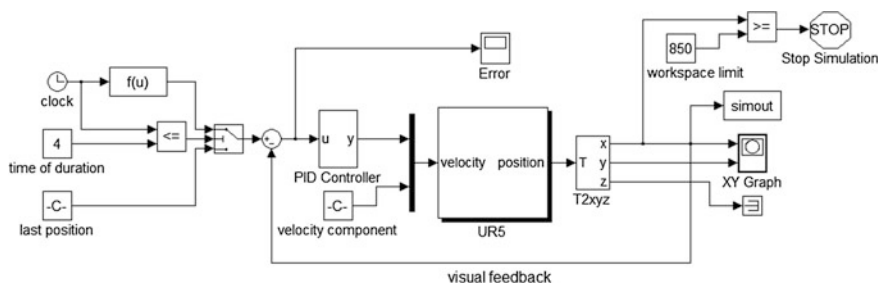 >=
STOP
850
workspace limit
Stop Simulation
Error
clock
f(u)
simout
<=
4
time of duration
+
-
u y
PID Controller
velocity position
UR5
T
x
y
z
T2xyz
XY Graph
-C-
last position
-C-
velocity component
visual feedback